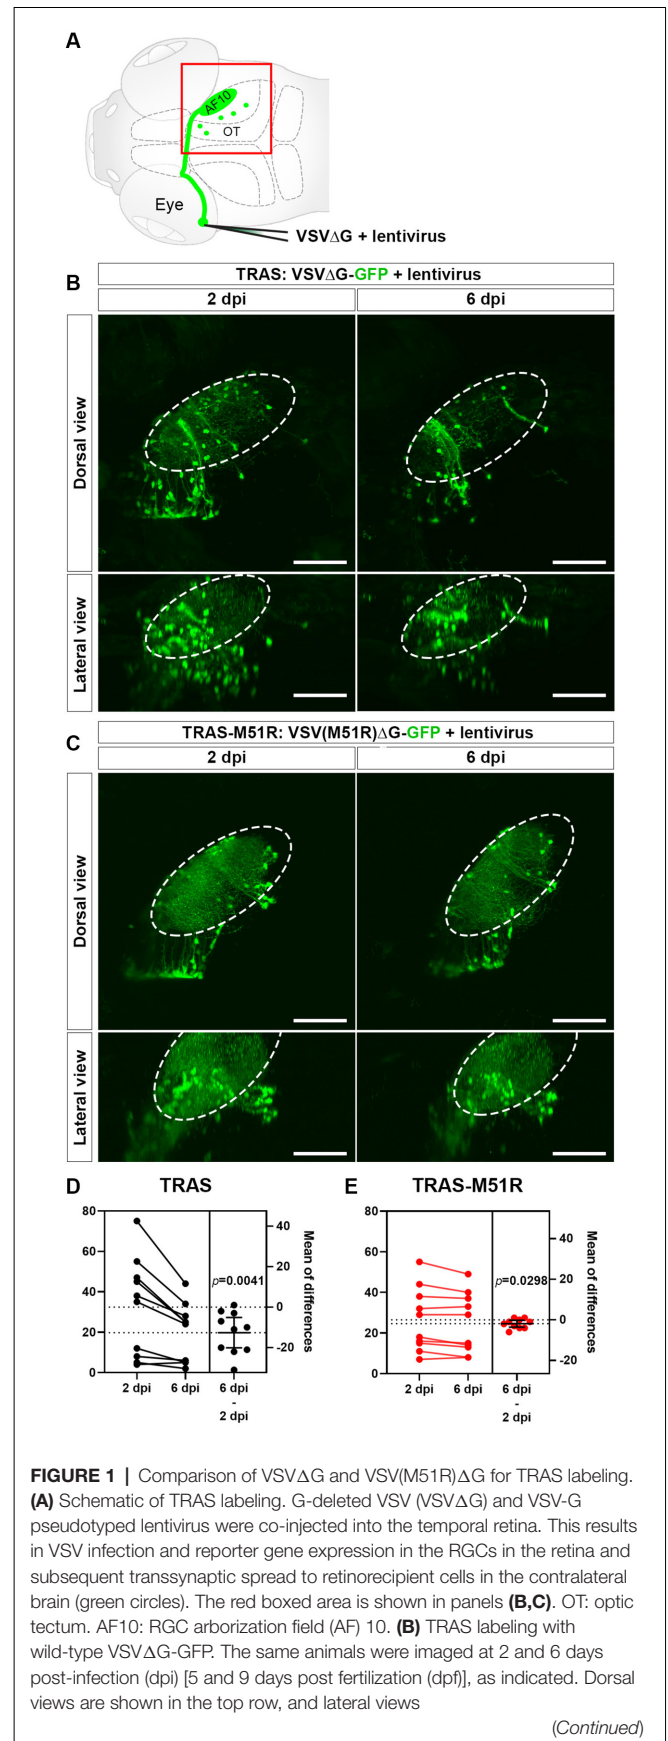 A
AF10
OT
Eye
VSVΔG + lentivirus
B
TRAS: VSVΔG-GFP + lentivirus
2 dpi
6 dpi
Dorsal view
Lateral view
C
TRAS-M51R: VSV(M51R)ΔG-GFP + lentivirus
2 dpi
6 dpi
Dorsal view
Lateral view
D
TRAS
80
60
40
20
0
40
20
0
-20
Mean of differences
p=0.0041
2 dpi
6 dpi
6 dpi
-
2 dpi
E
TRAS-M51R
80
60
40
20
0
40
20
0
-20
Mean of differences
p=0.0298
2 dpi
6 dpi
6 dpi
-
2 dpi
FIGURE 1 | Comparison of VSVΔG and VSV(M51R)ΔG for TRAS labeling.
(A) Schematic of TRAS labeling. G-deleted VSV (VSVΔG) and VSV-G
pseudotyped lentivirus were co-injected into the temporal retina. This results
in VSV infection and reporter gene expression in the RGCs in the retina and
subsequent transsynaptic spread to retinorecipient cells in the contralateral
brain (green circles). The red boxed area is shown in panels (B,C). OT: optic
tectum. AF10: RGC arborization field (AF) 10. (B) TRAS labeling with
wild-type VSVΔG-GFP. The same animals were imaged at 2 and 6 days
post-infection (dpi) [5 and 9 days post fertilization (dpf)], as indicated. Dorsal
views are shown in the top row, and lateral views
(Continued)